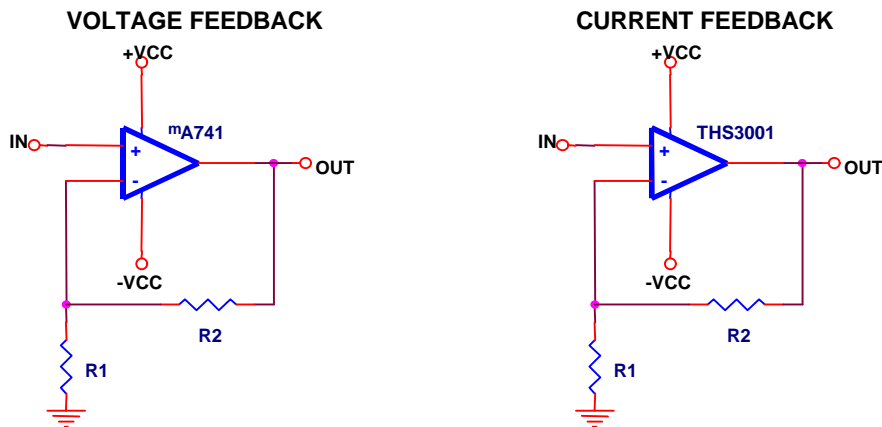 VOLTAGE FEEDBACK
+VCC
IN
mA741
+
-
OUT
-VCC
R2
R1
CURRENT FEEDBACK
+VCC
IN
THS3001
+
-
OUT
-VCC
R2
R1